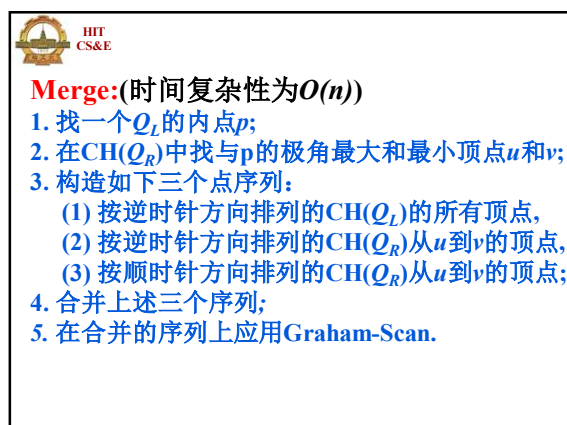 HIT
CS&E
Merge:(时间复杂性为O(n))
1. 找一个QL的内点p;
2. 在CH(QR)中找与p的极角最大和最小顶点u和v;
3. 构造如下三个点序列：
(1) 按逆时针方向排列的CH(QL)的所有顶点,
(2) 按逆时针方向排列的CH(QR)从u到v的顶点,
(3) 按顺时针方向排列的CH(QR)从u到v的顶点;
4. 合并上述三个序列;
5. 在合并的序列上应用Graham-Scan.